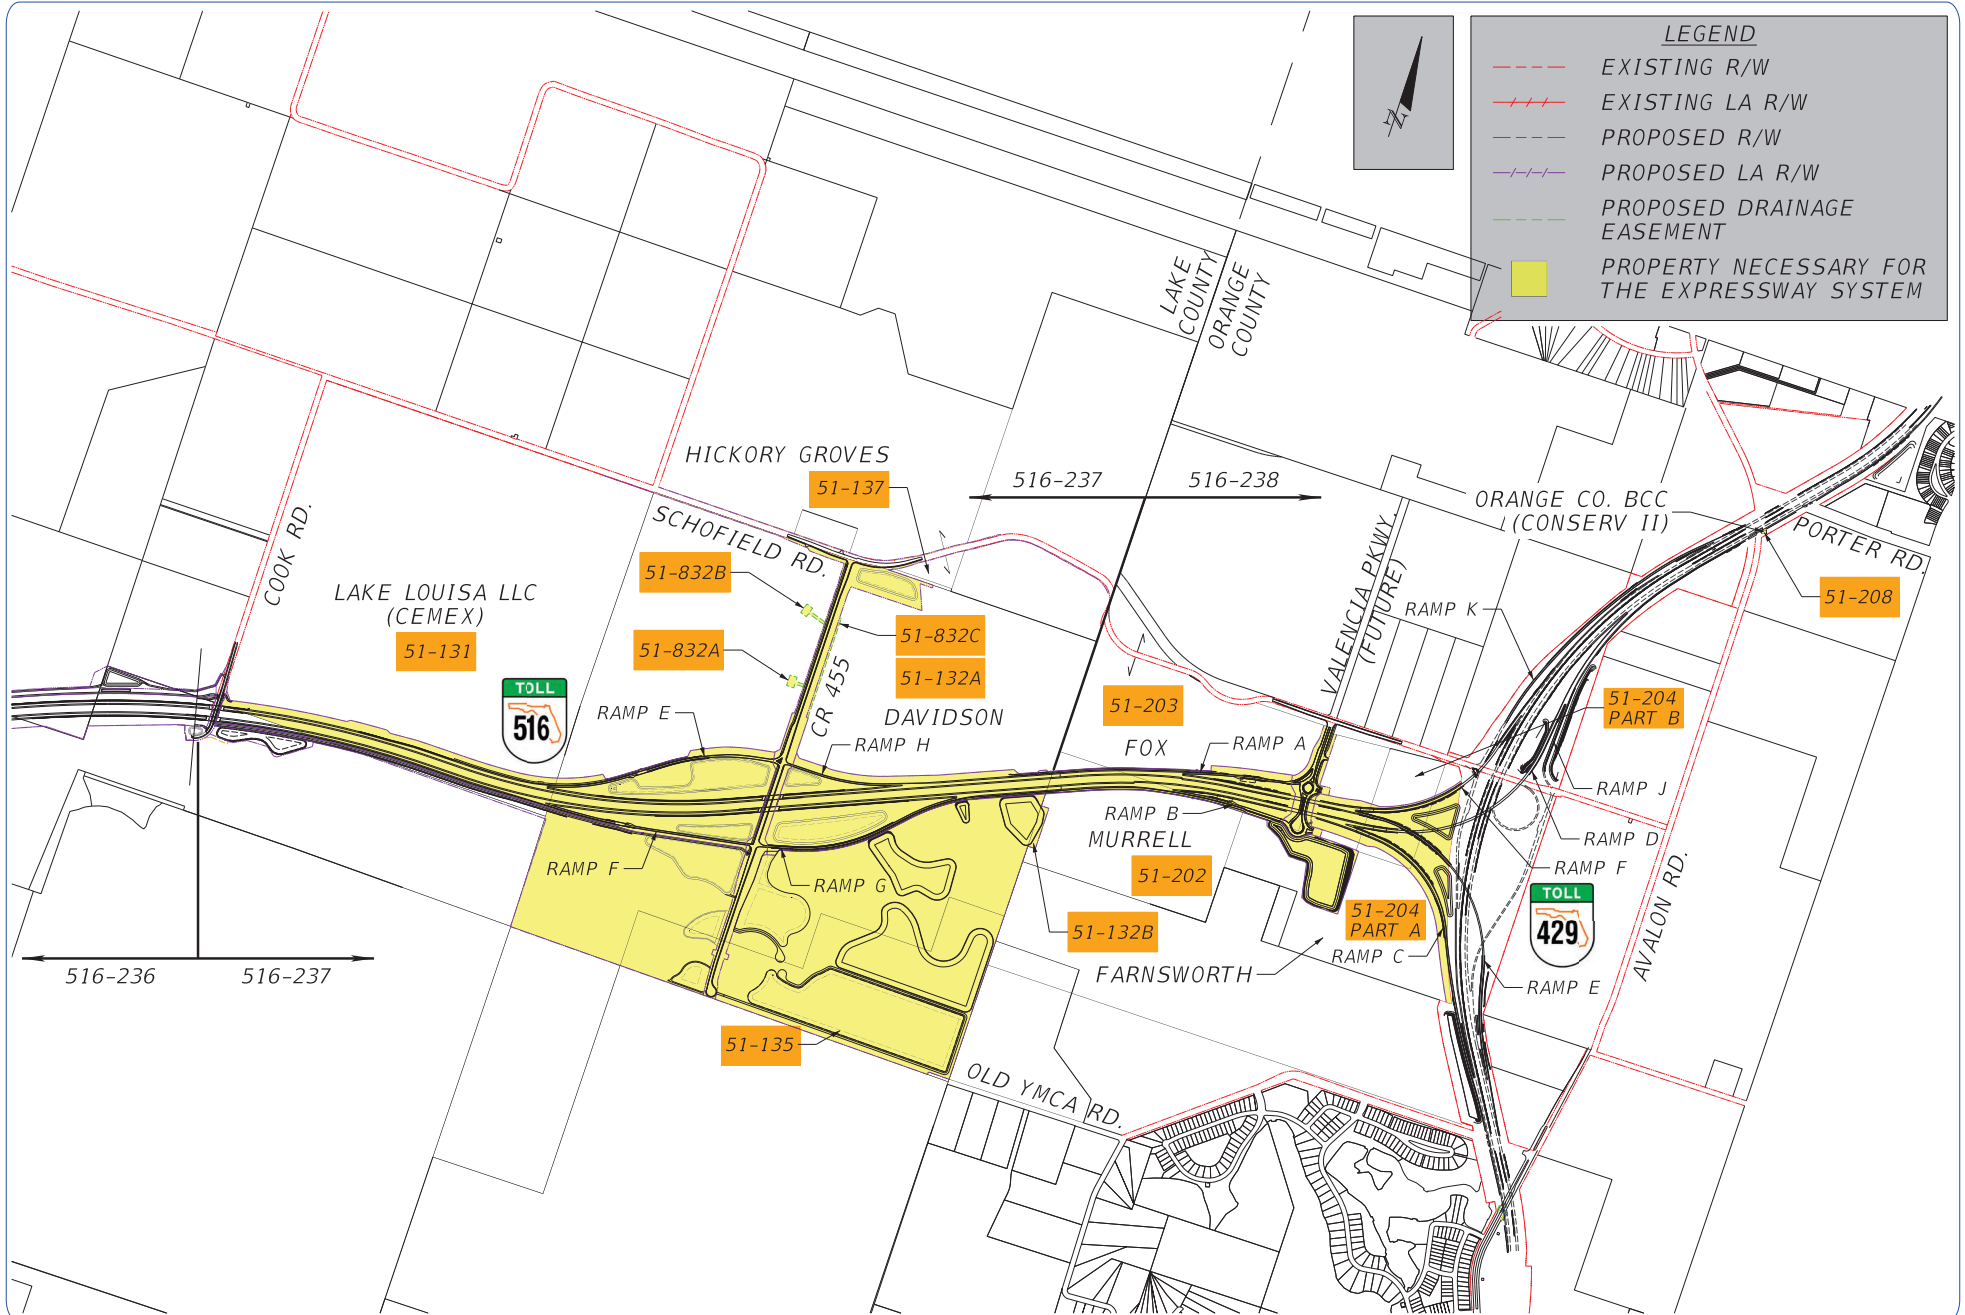 LEGEND
EXISTING R/W
EXISTING LA R/W
PROPOSED R/W
PROPOSED LA R/W
PROPOSED DRAINAGE
EASEMENT
PROPERTY NECESSARY FOR
THE EXPRESSWAY SYSTEM
N
LAKE
COUNTY
ORANGE
COUNTY
HICKORY GROVES
51-137
516-237
516-238
ORANGE CO. BCC
(CONSERV II)
PORTER RD.
51-208
SCHOFIELD RD.
COOK RD.
LAKE LOUISA LLC
(CEMEX)
51-131
51-832B
51-832A
51-832C
51-132A
CR 455
DAVIDSON
VALENCIA PKWY.
(FUTURE)
RAMP K
51-203
FOX
51-204
PART B
TOLL
516
RAMP E
RAMP H
RAMP A
RAMP J
RAMP B
MURRELL
51-202
RAMP D
RAMP F
RAMP F
RAMP G
TOLL
429
AVALON RD.
51-132B
51-204
PART A
RAMP C
FARNSWORTH
RAMP E
516-236
516-237
51-135
OLD YMCA RD.